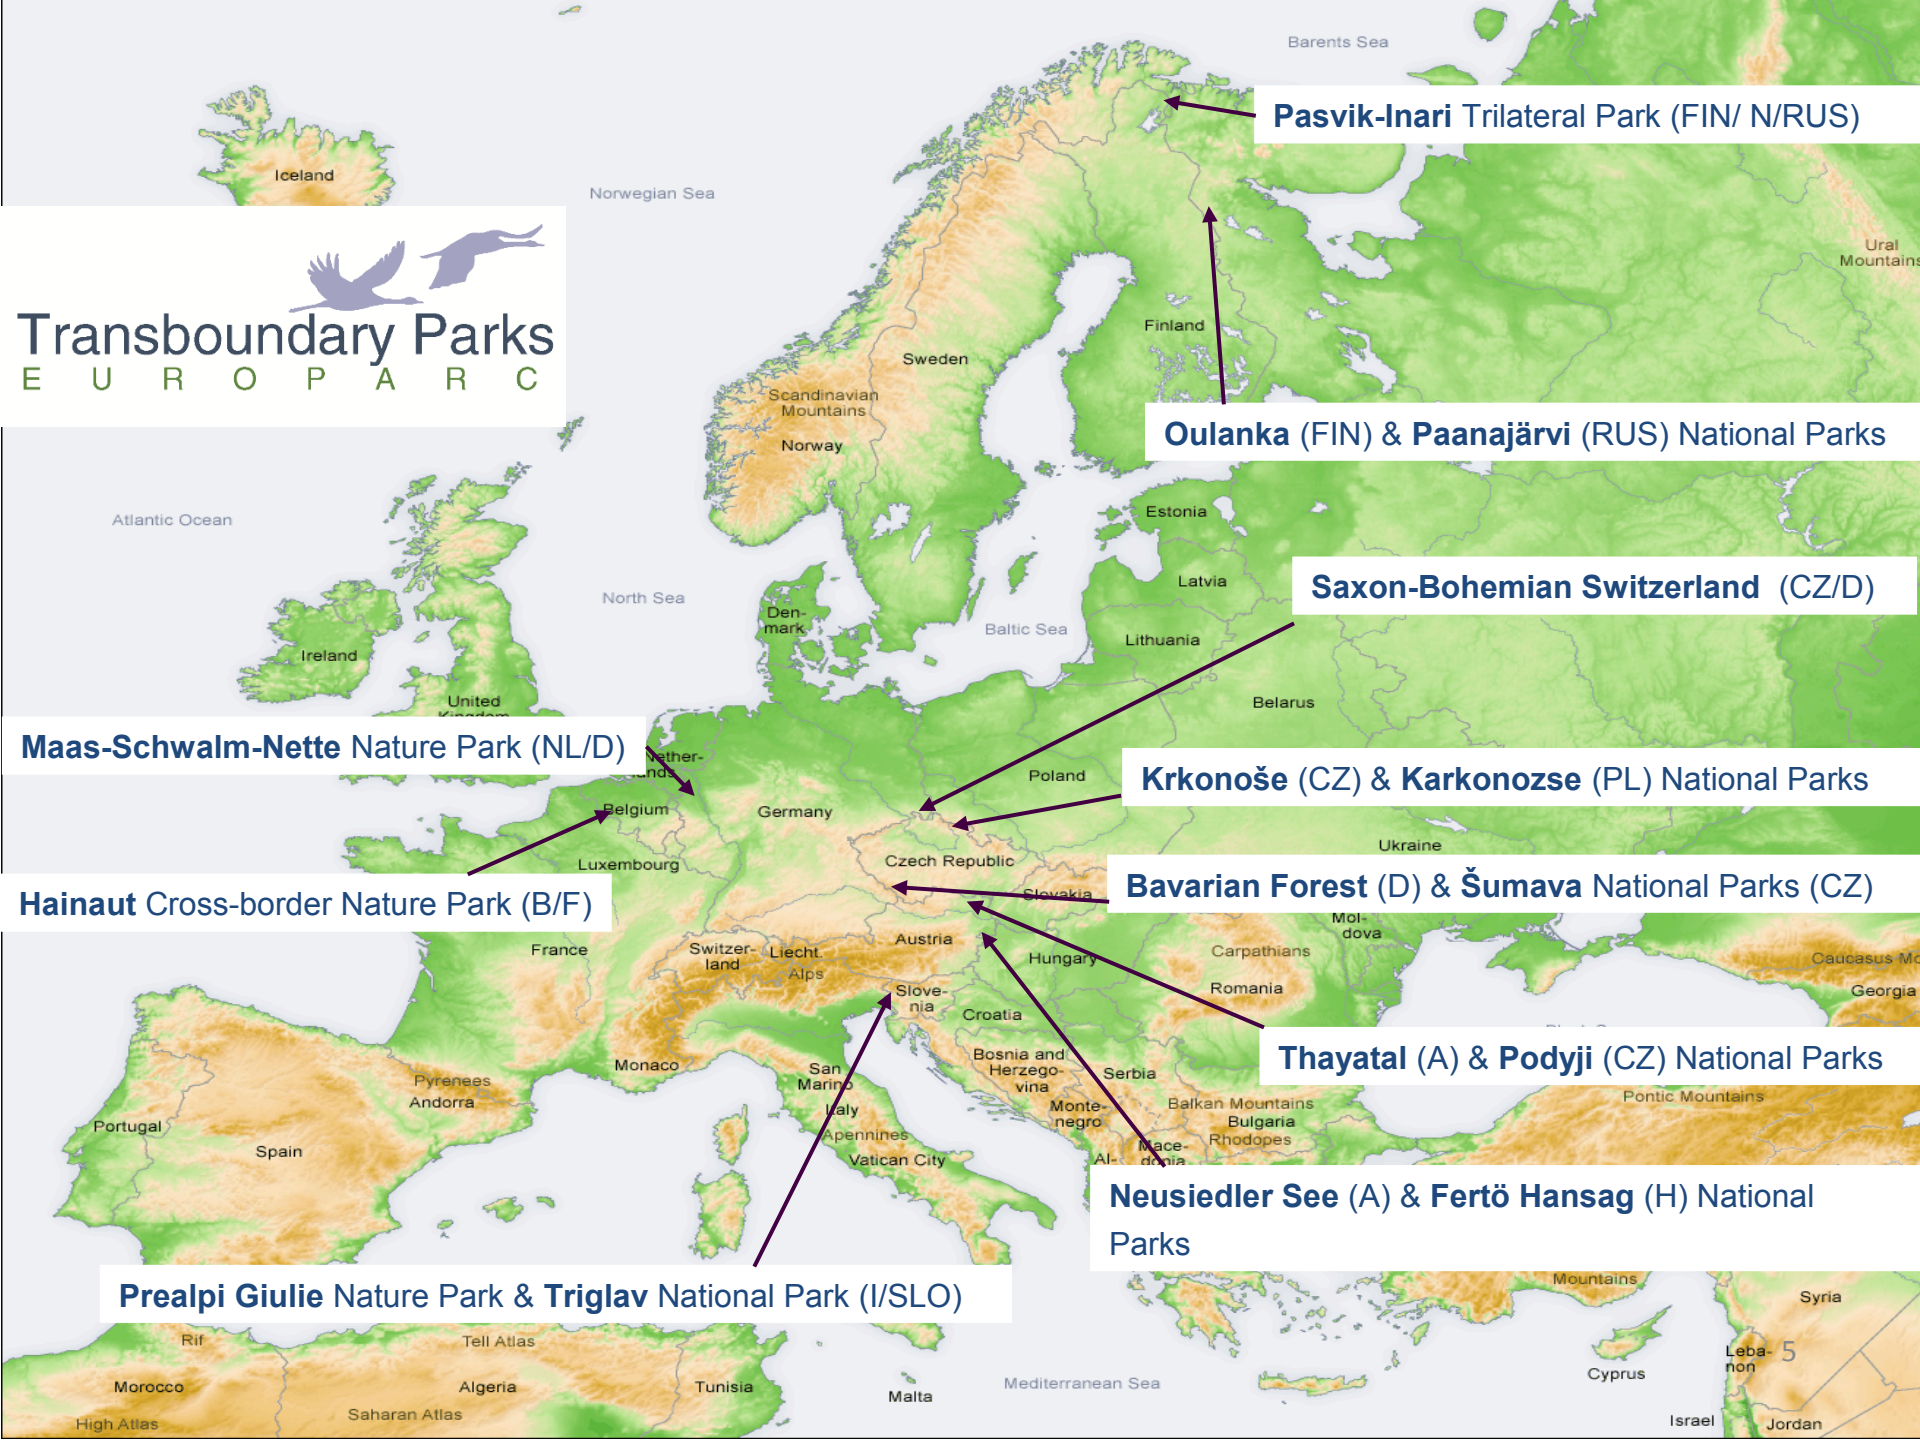 Barents Sea
Pasvik-Inari Trilateral Park (FIN/ N/RUS)
Iceland
Norwegian Sea
Ural
Mountains
Transboundary Parks
EUROPARC
Finland
Sweden
Scandinavian
Mountains
Norway
Oulanka (FIN) & Paanajärvi (RUS) National Parks
Atlantic Ocean
Estonia
Latvia
Saxon-Bohemian Switzerland (CZ/D)
North Sea
Den-
mark
Baltic Sea
Lithuania
Ireland
United
Kingdom
Belarus
Maas-Schwalm-Nette Nature Park (NL/D)
Nether-
lands
Poland
Krkonoše (CZ) & Karkonozse (PL) National Parks
Belgium
Germany
Ukraine
Luxembourg
Czech Republic
Slovakia
Bavarian Forest (D) & Šumava National Parks (CZ)
Hainaut Cross-border Nature Park (B/F)
Mol-
dova
France
Switzer-
land
Liecht.
Alps
Austria
Hungary
Carpathians
Romania
Caucasus Mo
Georgia
Slove-
nia
Croatia
Thayatal (A) & Podyji (CZ) National Parks
Monaco
San
Marino
Bosnia and
Herzego-
vina
Serbia
Pyrenees
Andorra
Italy
Apennines
Vatican City
Monte-
negro
Balkan Mountains
Bulgaria
Rhodopes
Pontic Mountains
Portugal
Spain
Al-
Mace-
donia
Neusiedler See (A) & Fertö Hansag (H) National
Parks
Prealpi Giulie Nature Park & Triglav National Park (I/SLO)
Mountains
Syria
Rif
Tell Atlas
Leba-
non
5
Morocco
Algeria
Tunisia
Malta
Mediterranean Sea
Cyprus
High Atlas
Saharan Atlas
Israel
Jordan